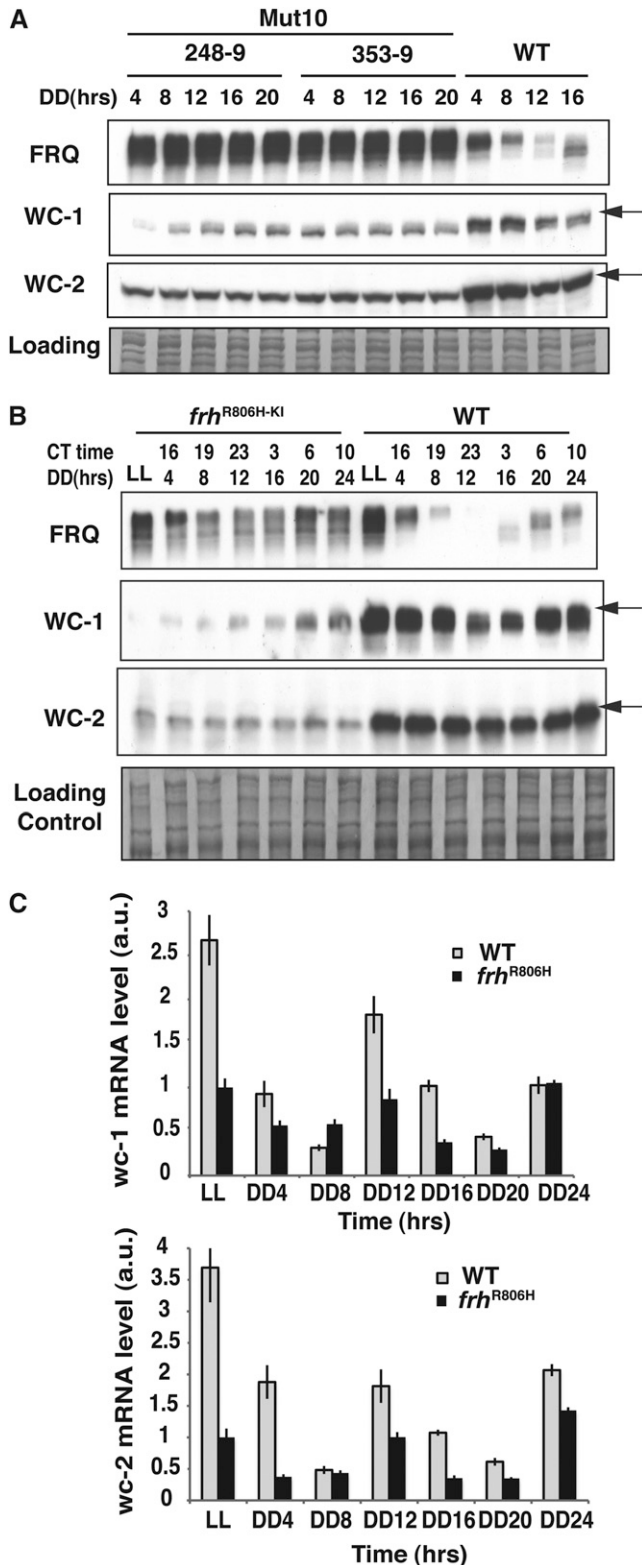 A
Mut10
248-9 353-9 WT
DD(hrs) 4 8 12 16 20 4 8 12 16 20 4 8 12 16
FRQ
WC-1
WC-2
Loading
B
frhR806H-KI WT
CT time 16 19 23 3 6 10 16 19 23 3 6 10
DD(hrs) LL 4 8 12 16 20 24 LL 4 8 12 16 20 24
FRQ
WC-1
WC-2
Loading
Control
C
wc-1 mRNA level (a.u.)
3
2.5
2
1.5
1
0.5
0
WT
frhR806H
LL DD4 DD8 DD12 DD16 DD20 DD24
Time (hrs)
wc-2 mRNA level (a.u.)
4
3.5
3
2.5
2
1.5
1
0.5
0
WT
frhR806H
LL DD4 DD8 DD12 DD16 DD20 DD24
Time (hrs)